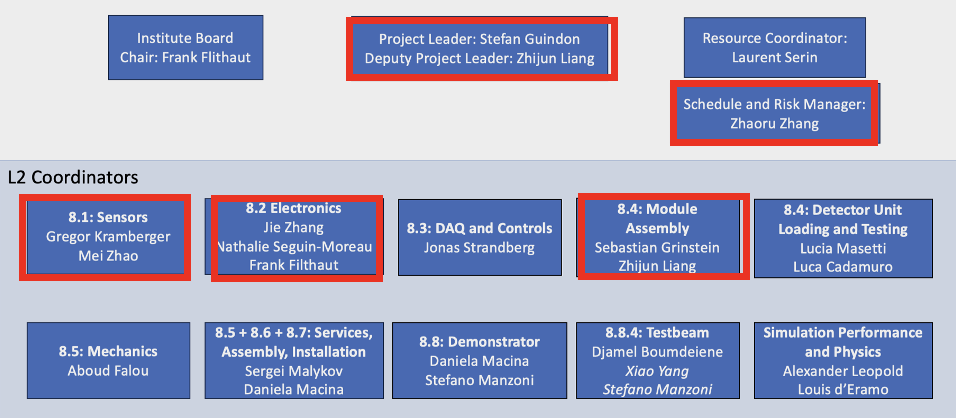 Institute Board
Chair: Frank Flithaut
Project Leader: Stefan Guindon
Deputy Project Leader: Zhijun Liang
Resource Coordinator:
Laurent Serin
Schedule and Risk Manager:
Zhaoru Zhang
L2 Coordinators
8.1: Sensors
Gregor Kramberger
Mei Zhao
8.2 Electronics
Jie Zhang
Nathalie Seguin-Moreau
Frank Filthaut
8.3: DAQ and Controls
Jonas Strandberg
8.4: Module
Assembly
Sebastian Grinstein
Zhijun Liang
8.4: Detector Unit
Loading and Testing
Lucia Masetti
Luca Cadamuro
8.5: Mechanics
Aboud Falou
8.5 + 8.6 + 8.7: Services,
Assembly, Installation
Sergei Malykov
Daniela Macina
8.8: Demonstrator
Daniela Macina
Stefano Manzoni
8.8.4: Testbeam
Djamel Boumdeiene
Xiao Yang
Stefano Manzoni
Simulation Performance
and Physics
Alexander Leopold
Louis d’Eramo